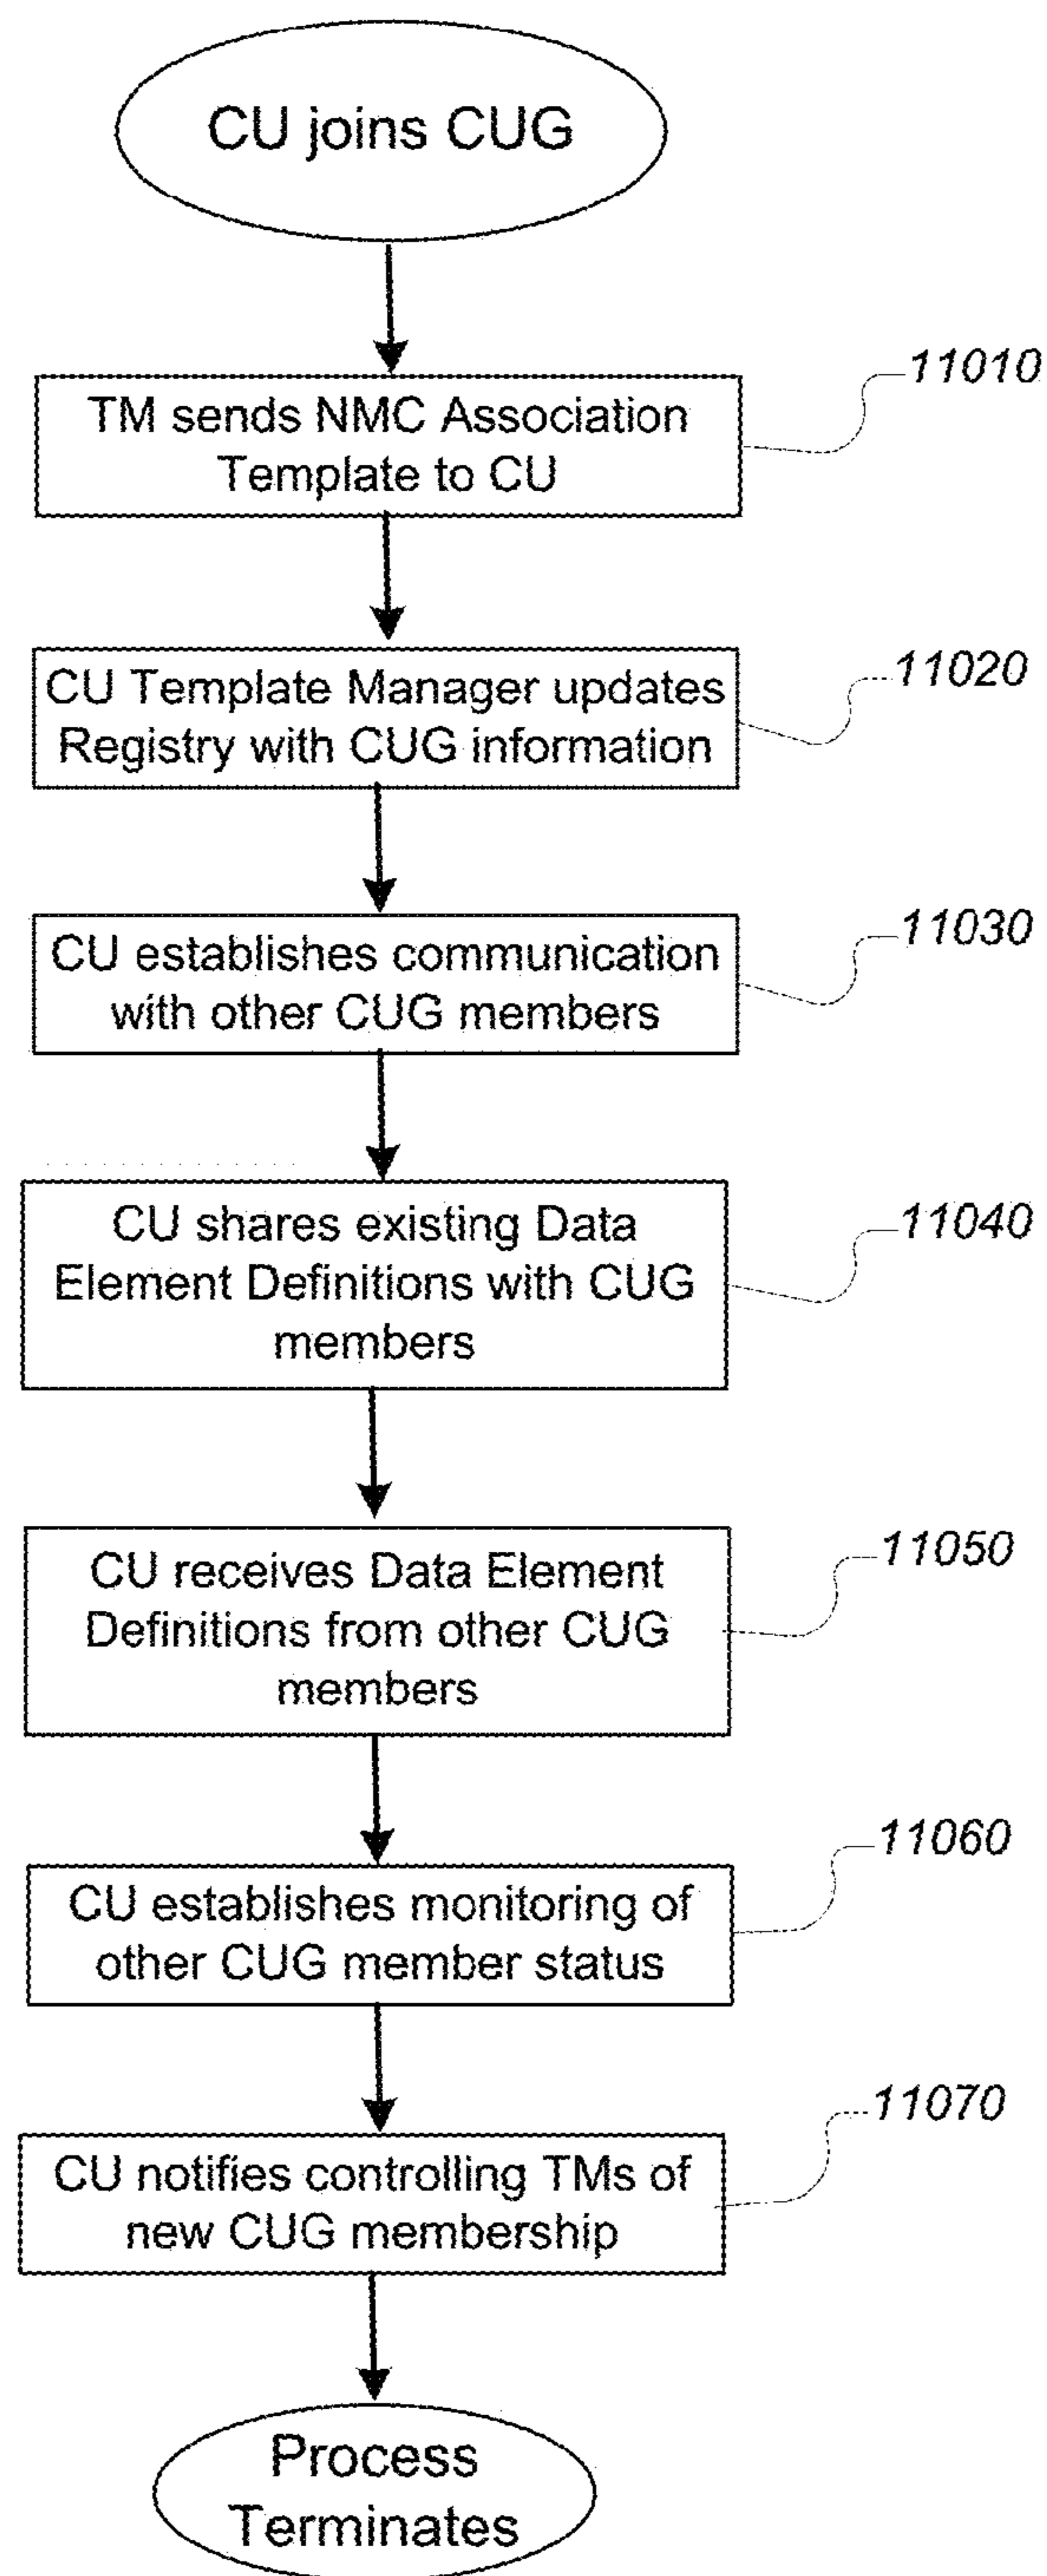 CU joins CUG
11010
TM sends NMC Association
Template to CU
11020
CU Template Manager updates
Registry with CUG information
11030
CU establishes communication
with other CUG members
11040
CU shares existing Data
Element Definitions with CUG
members
11050
CU receives Data Element
Definitions from other CUG
members
11060
CU establishes monitoring of
other CUG member status
11070
CU notifies controlling TMs of
new CUG membership
Process
Terminates